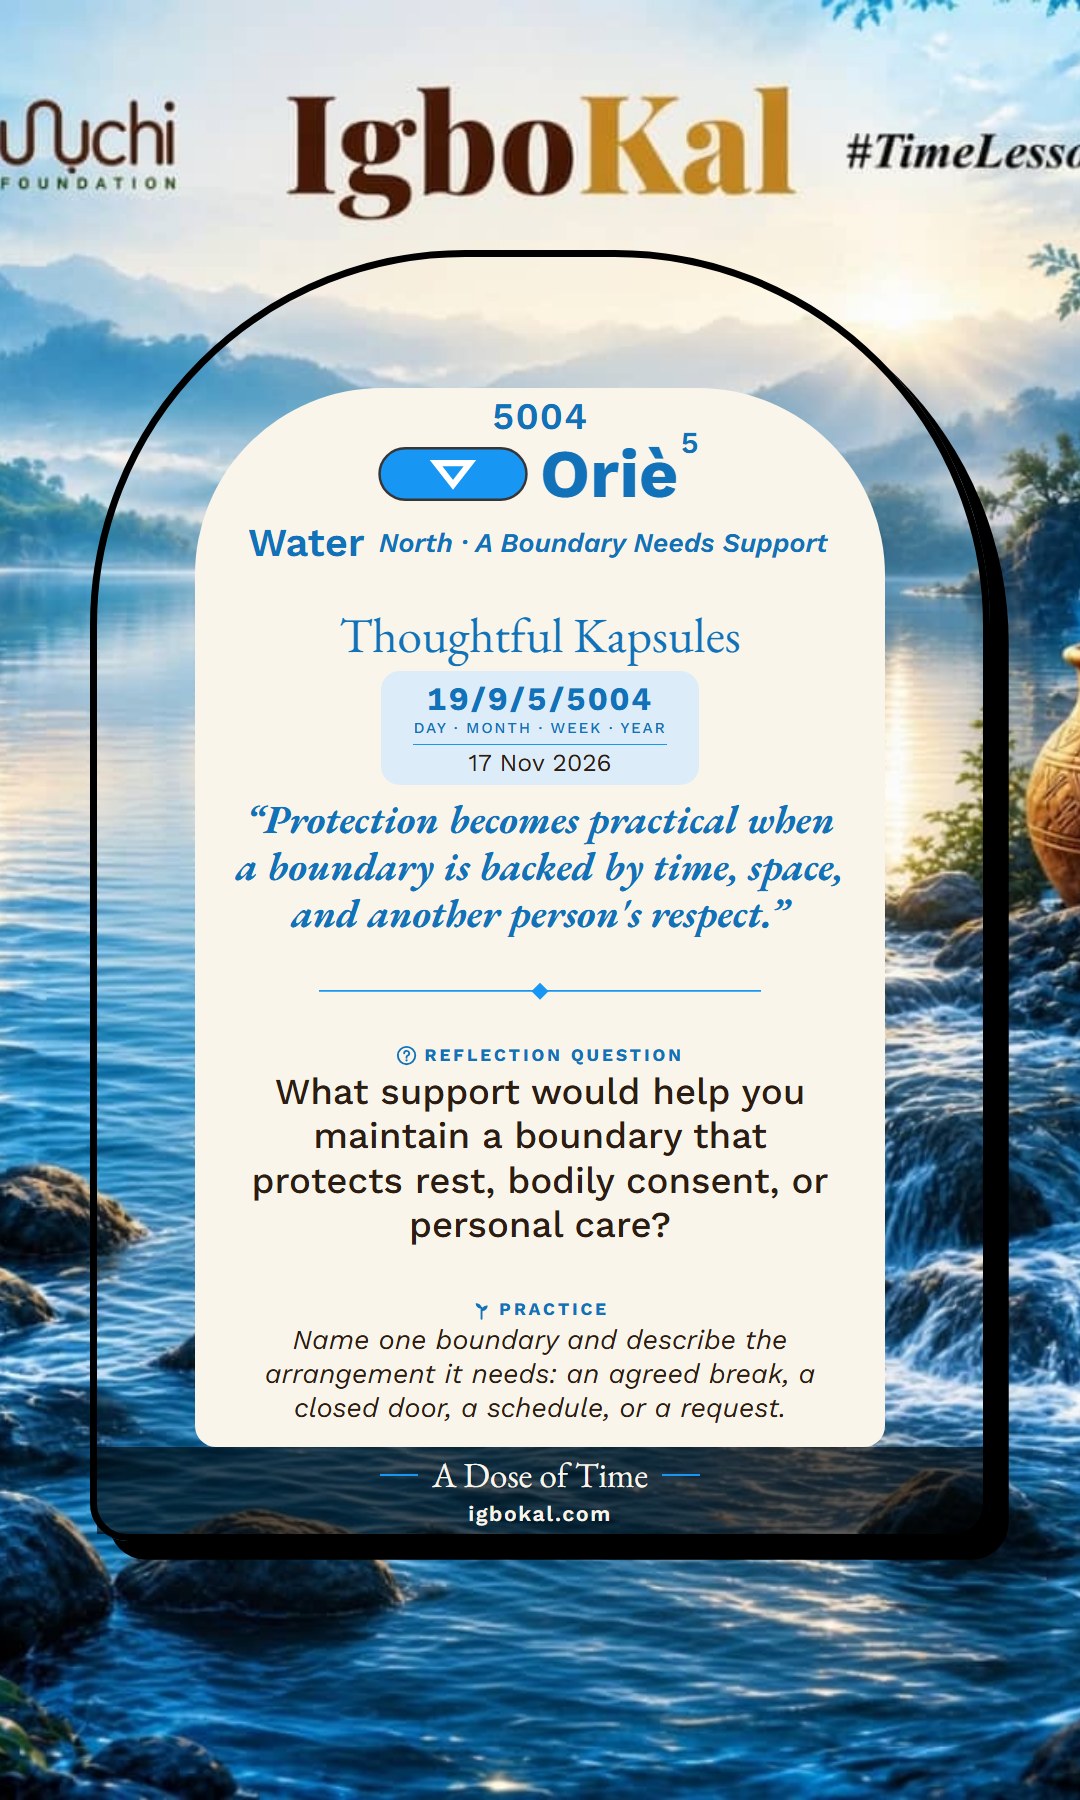 ụchi
FOUNDATION
IgboKal
#TimeLesso
5004
Oriè 5
Water North · A Boundary Needs Support
Thoughtful Kapsules
19/9/5/5004
DAY · MONTH · WEEK · YEAR
17 Nov 2026
“Protection becomes practical when
a boundary is backed by time, space,
and another person's respect.”
REFLECTION QUESTION
What support would help you
maintain a boundary that
protects rest, bodily consent, or
personal care?
PRACTICE
Name one boundary and describe the
arrangement it needs: an agreed break, a
closed door, a schedule, or a request.
A Dose of Time
igbokal.com